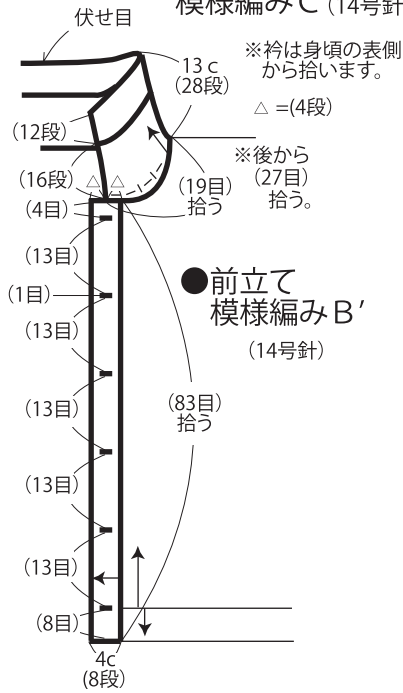 模様編みC(14号針
伏せ目
※衿は身頃の表側
から拾います。
13c
(28段)
△=(4段)
(12段)
※後から
(27目)
拾う。
(16段)
△ △
(19目)
拾う
(4目)
(13目)
●前立て
模様編みB′
(14号針)
(1目)
(13目)
(13目)
(83目)
拾う
(13目)
(13目)
(8目)
4c
(8段)